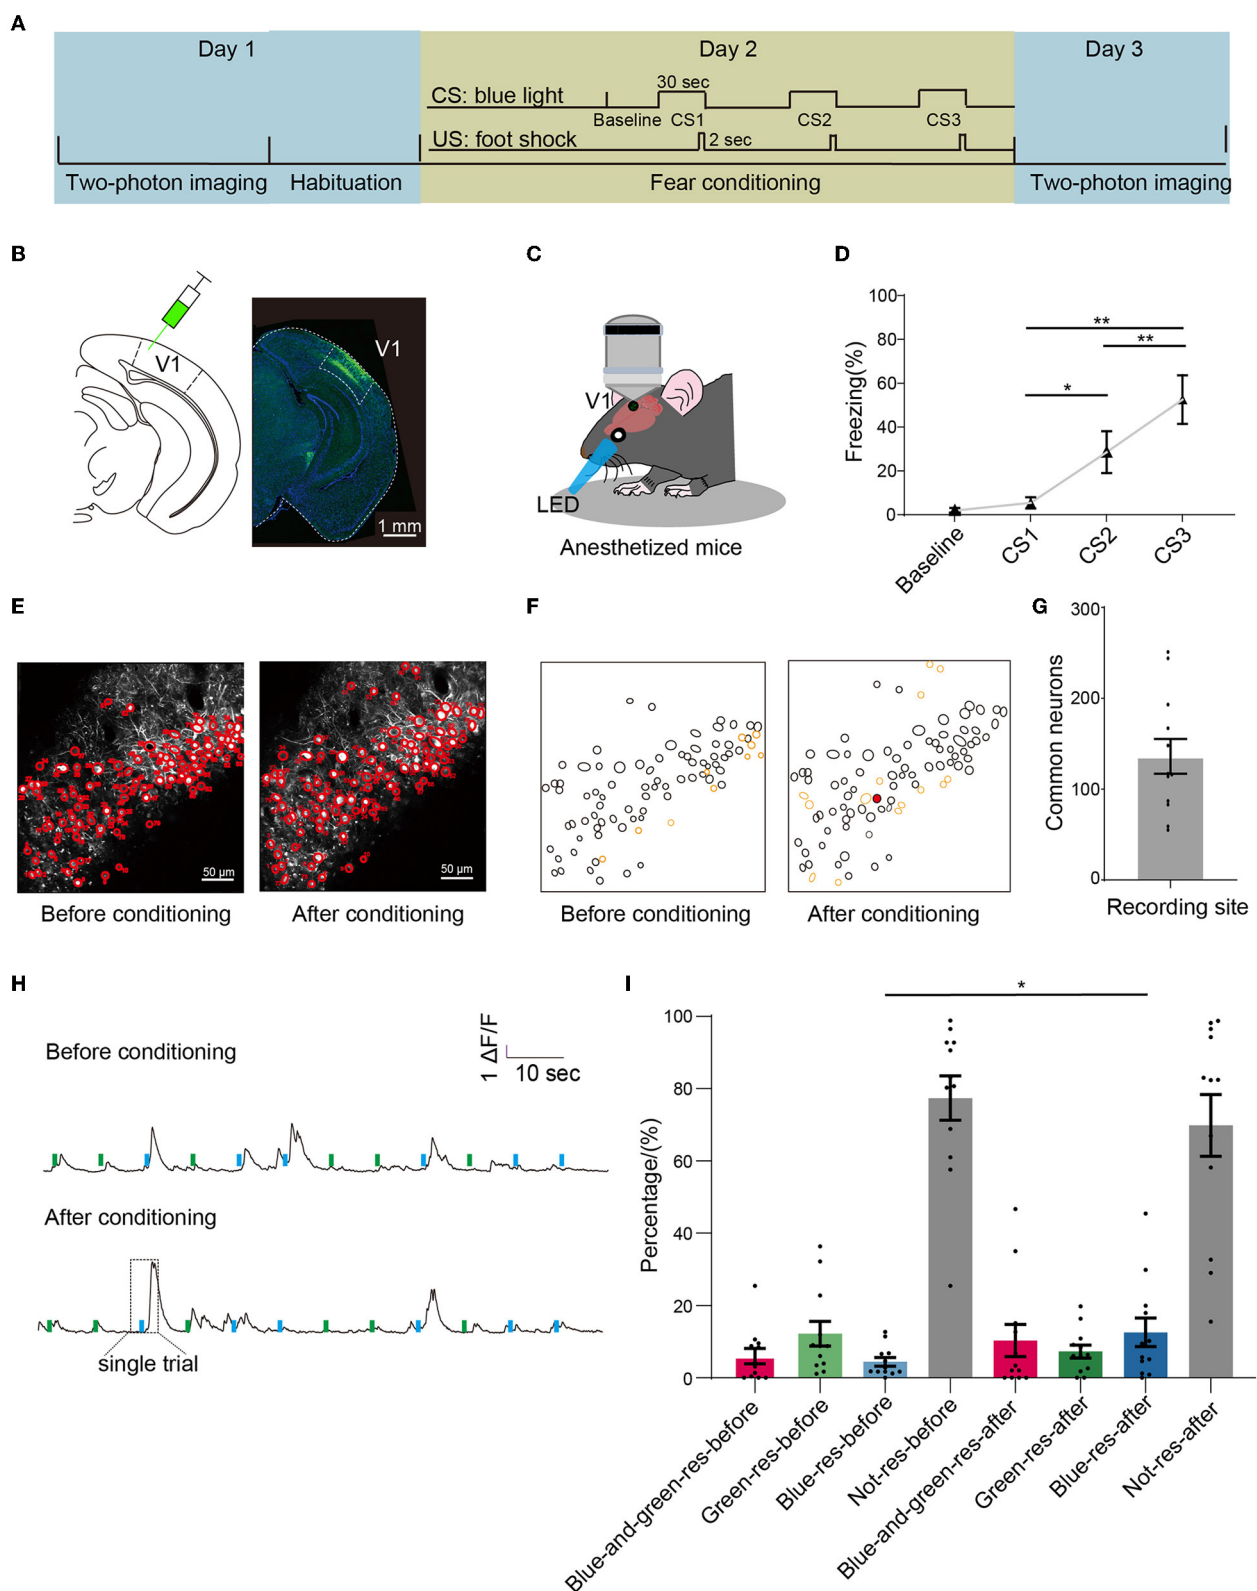 A
Day 1
Day 2
Day 3
30 sec
CS: blue light
Baseline CS1 CS2 CS3
US: foot shock 2 sec
Two-photon imaging Habituation Fear conditioning Two-photon imaging
B
V1
V1
1 mm
C
V1
LED
Anesthetized mice
D
Freezing(%)
100
80
60
40
20
0
**
**
*
Baseline
CS1
CS2
CS3
E
50 μm
50 μm
Before conditioning After conditioning
F
Before conditioning After conditioning
G
Common neurons
300
200
100
0
Recording site
H
Before conditioning
1 ΔF/F
10 sec
After conditioning
single trial
I
*
Percentage/(%)
100
80
60
40
20
0
Blue-and-green-res-before
Green-res-before
Blue-res-before
Not-res-before
Blue-and-green-res-after
Green-res-after
Blue-res-after
Not-res-after